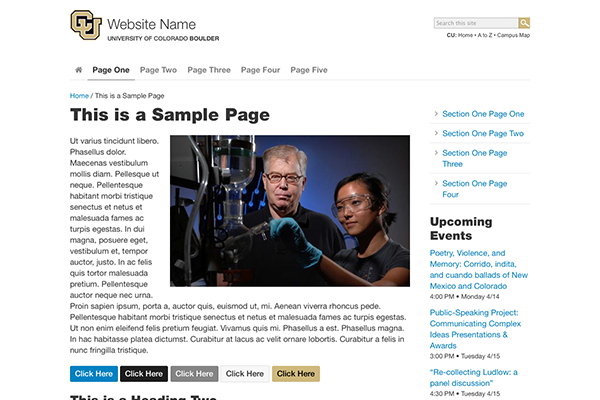 CU
Website Name
UNIVERSITY OF COLORADO BOULDER
Search this site
CU: Home • A to Z • Campus Map
Page One Page Two Page Three Page Four Page Five
Home / This is a Sample Page
This is a Sample Page
Ut varius tincidunt libero.
Phasellus dolor.
Maecenas vestibulum
mollis diam. Pellesque ut
neque. Pellentesque
habitant morbi tristique
senectus et netus et
malesuada fames ac
turpis egestas. In dui
magna, posuere eget,
vestibulum et, tempor
auctor, justo. In ac felis
quis tortor malesuada
pretium. Pellentesque
auctor neque nec urna.
Proin sapien ipsum, porta a, auctor quis, euismod ut, mi. Aenean viverra rhoncus pede.
Pellentesque habitant morbi tristique senectus et netus et malesuada fames ac turpis egestas.
Ut non enim eleifend felis pretium feugiat. Vivamus quis mi. Phasellus a est. Phasellus magna.
In hac habitasse platea dictumst. Curabitur at lacus ac velit ornare lobortis. Curabitur a felis in
nunc fringilla tristique.
Click Here Click Here Click Here Click Here Click Here
This is a Heading Two
Section One Page One
Section One Page Two
Section One Page
Three
Section One Page
Four
Upcoming
Events
Poetry, Violence, and
Memory: Corrido, indita,
and cuando ballads of New
Mexico and Colorado
4:00 PM • Monday 4/14
Public-Speaking Project:
Communicating Complex
Ideas Presentations &
Awards
3:00 PM • Tuesday 4/15
"Re-collecting Ludlow: a
panel discussion"
4:30 PM • Tuesday 4/15